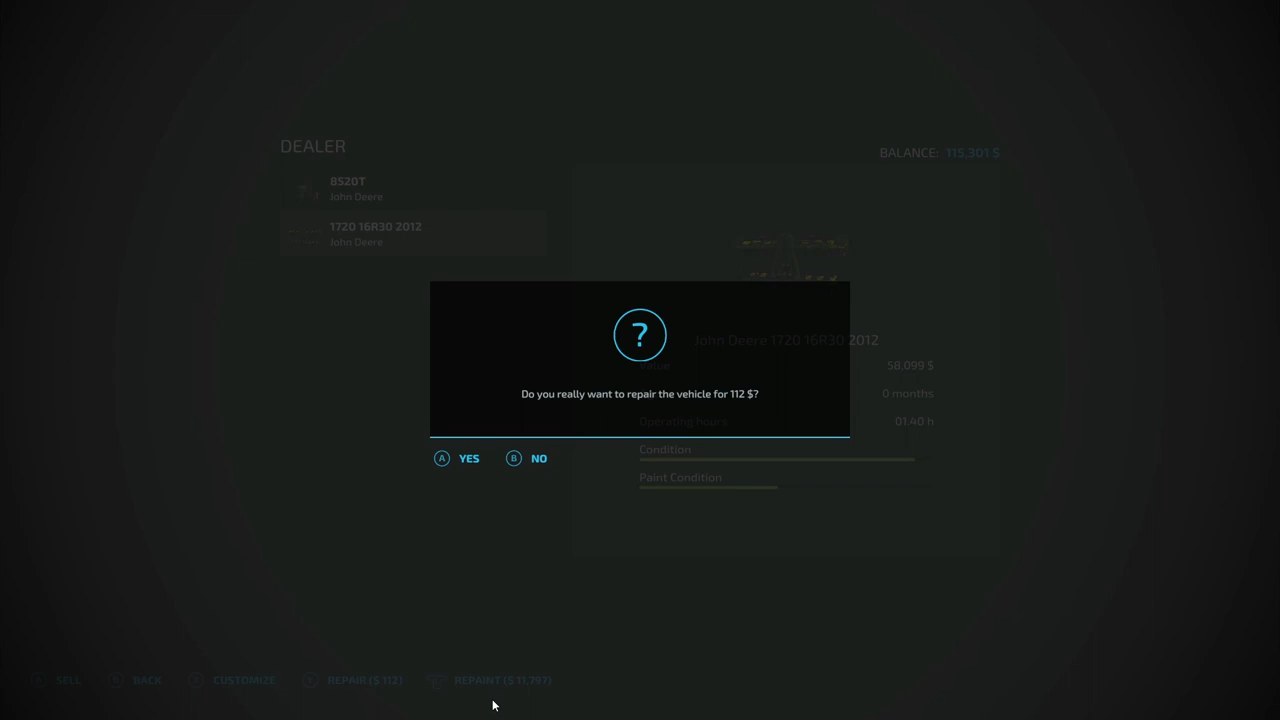 DEALER
BALANCE: 115,301 $
8520T
John Deere
1720 16R30 2012
John Deere
?
John Deere 1720 16R30 2012
Value 58,099 $
Do you really want to repair the vehicle for 112 $?
0 months
Operating hours 01:40 h
Condition
A YES B NO
Paint Condition
SELL BACK CUSTOMIZE REPAIR ($ 112) REPAINT ($ 11,797)